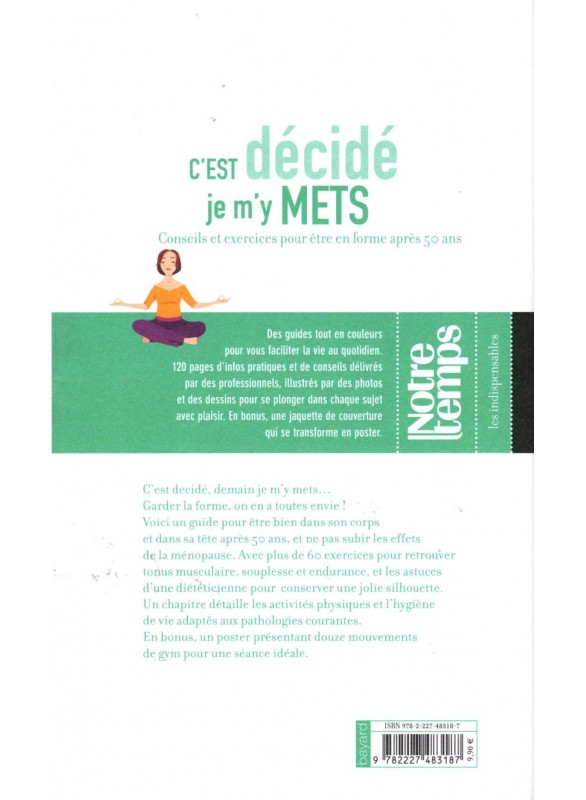 C'EST décidé
je m'y METS
Conseils et exercices pour être en forme après 50 ans
Des guides tout en couleurs
pour vous faciliter la vie au quotidien.
120 pages d'infos pratiques et de conseils délivrés
par des professionnels, illustrés par des photos
et des dessins pour se plonger dans chaque sujet
avec plaisir. En bonus, une jaquette de couverture
qui se transforme en poster.
Notre
temps
les indispensables
C'est decidé, demain je m'y mets...
Garder la forme, on en a toutes envie !
Voici un guide pour être bien dans son corps
et dans sa tête après 50 ans, et ne pas subir les effets
de la ménopause. Avec plus de 60 exercices pour retrouver
tonus musculaire, souplesse et endurance, et les astuces
d'une diététicienne pour conserver une jolie silhouette.
Un chapitre détaille les activités physiques et l'hygiène
de vie adaptés aux pathologies courantes.
En bonus, un poster présentant douze mouvements
de gym pour une séance idéale.
bayard
ISBN 978-2-227-48318-7
9 782227 483187
9,90 €